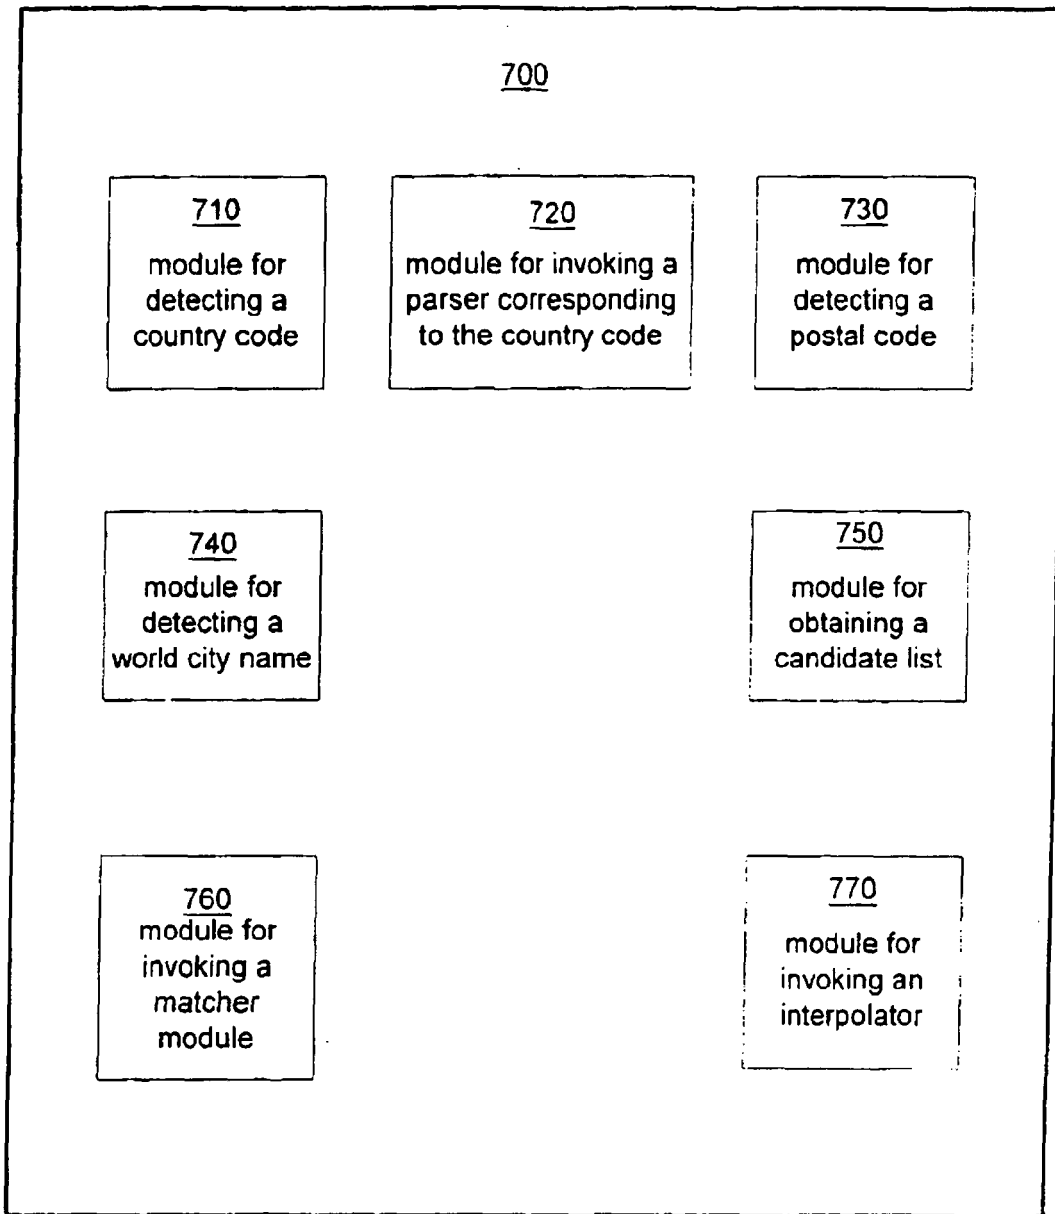 700
710
module for
detecting a
country code
720
module for invoking a
parser corresponding
to the country code
730
module for
detecting a
postal code
740
module for
detecting a
world city name
750
module for
obtaining a
candidate list
760
module for
invoking a
matcher
module
770
module for
invoking an
interpolator